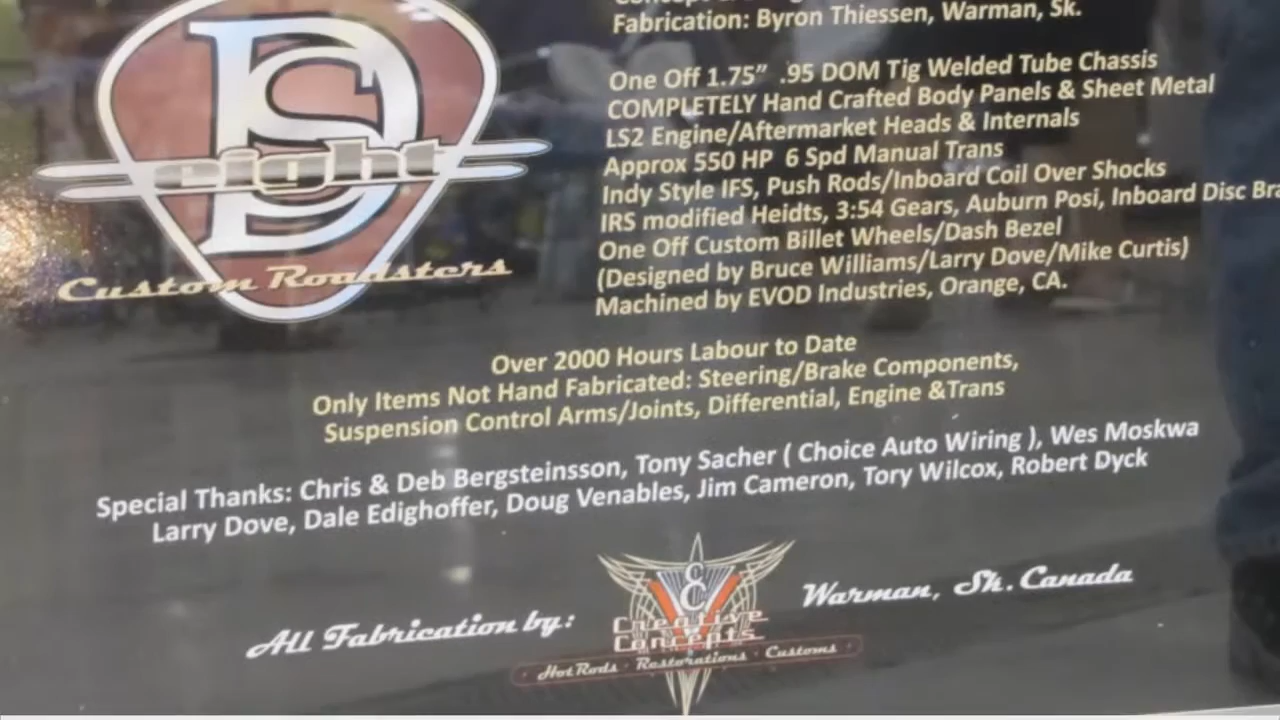 Fabrication: Byron Thiessen, Warman, Sk.
One Off 1.75” .95 DOM Tig Welded Tube Chassis
COMPLETELY Hand Crafted Body Panels & Sheet Metal
LS2 Engine/Aftermarket Heads & Internals
Approx 550 HP 6 Spd Manual Trans
Indy Style IFS, Push Rods/Inboard Coil Over Shocks
IRS modified Heidts, 3:54 Gears, Auburn Posi, Inboard Disc Bra
One Off Custom Billet Wheels/Dash Bezel
(Designed by Bruce Williams/Larry Dove/Mike Curtis)
Machined by EVOD Industries, Orange, CA.
DS
eight
Custom Roadsters
Over 2000 Hours Labour to Date
Only Items Not Hand Fabricated: Steering/Brake Components,
Suspension Control Arms/Joints, Differential, Engine &Trans
Special Thanks: Chris & Deb Bergsteinsson, Tony Sacher ( Choice Auto Wiring ), Wes Moskwa
Larry Dove, Dale Edighoffer, Doug Venables, Jim Cameron, Tory Wilcox, Robert Dyck
All Fabrication by:
Creative
Concepts
Hot Rods · Restorations · Customs
Warman, Sk. Canada